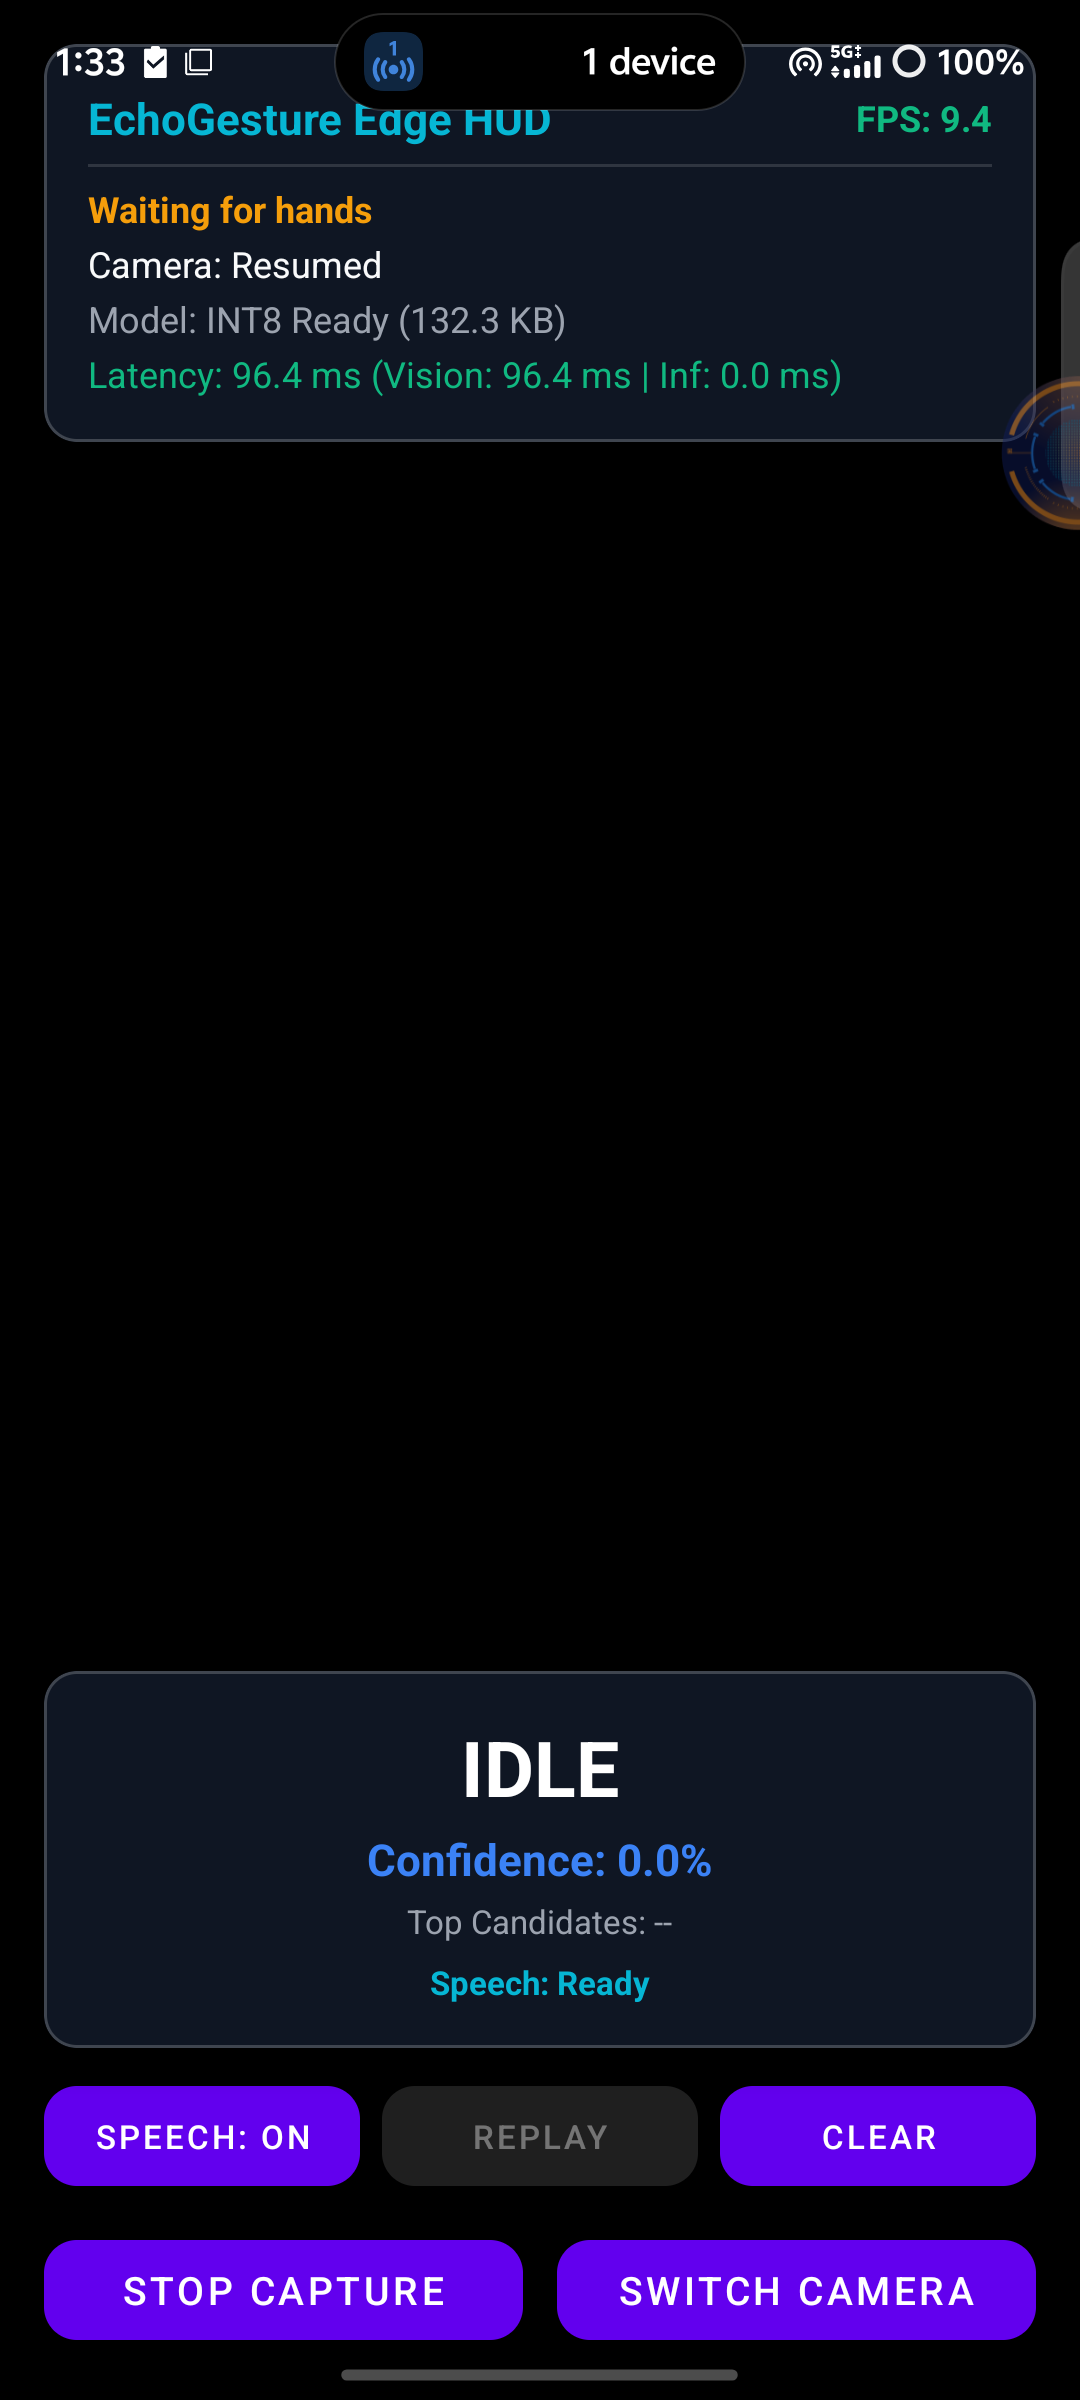 1:33
1
1 device
5G
100%
EchoGesture Edge HUD
FPS: 9.4
Waiting for hands
Camera: Resumed
Model: INT8 Ready (132.3 KB)
Latency: 96.4 ms (Vision: 96.4 ms | Inf: 0.0 ms)
IDLE
Confidence: 0.0%
Top Candidates: --
Speech: Ready
SPEECH: ON
REPLAY
CLEAR
STOP CAPTURE
SWITCH CAMERA